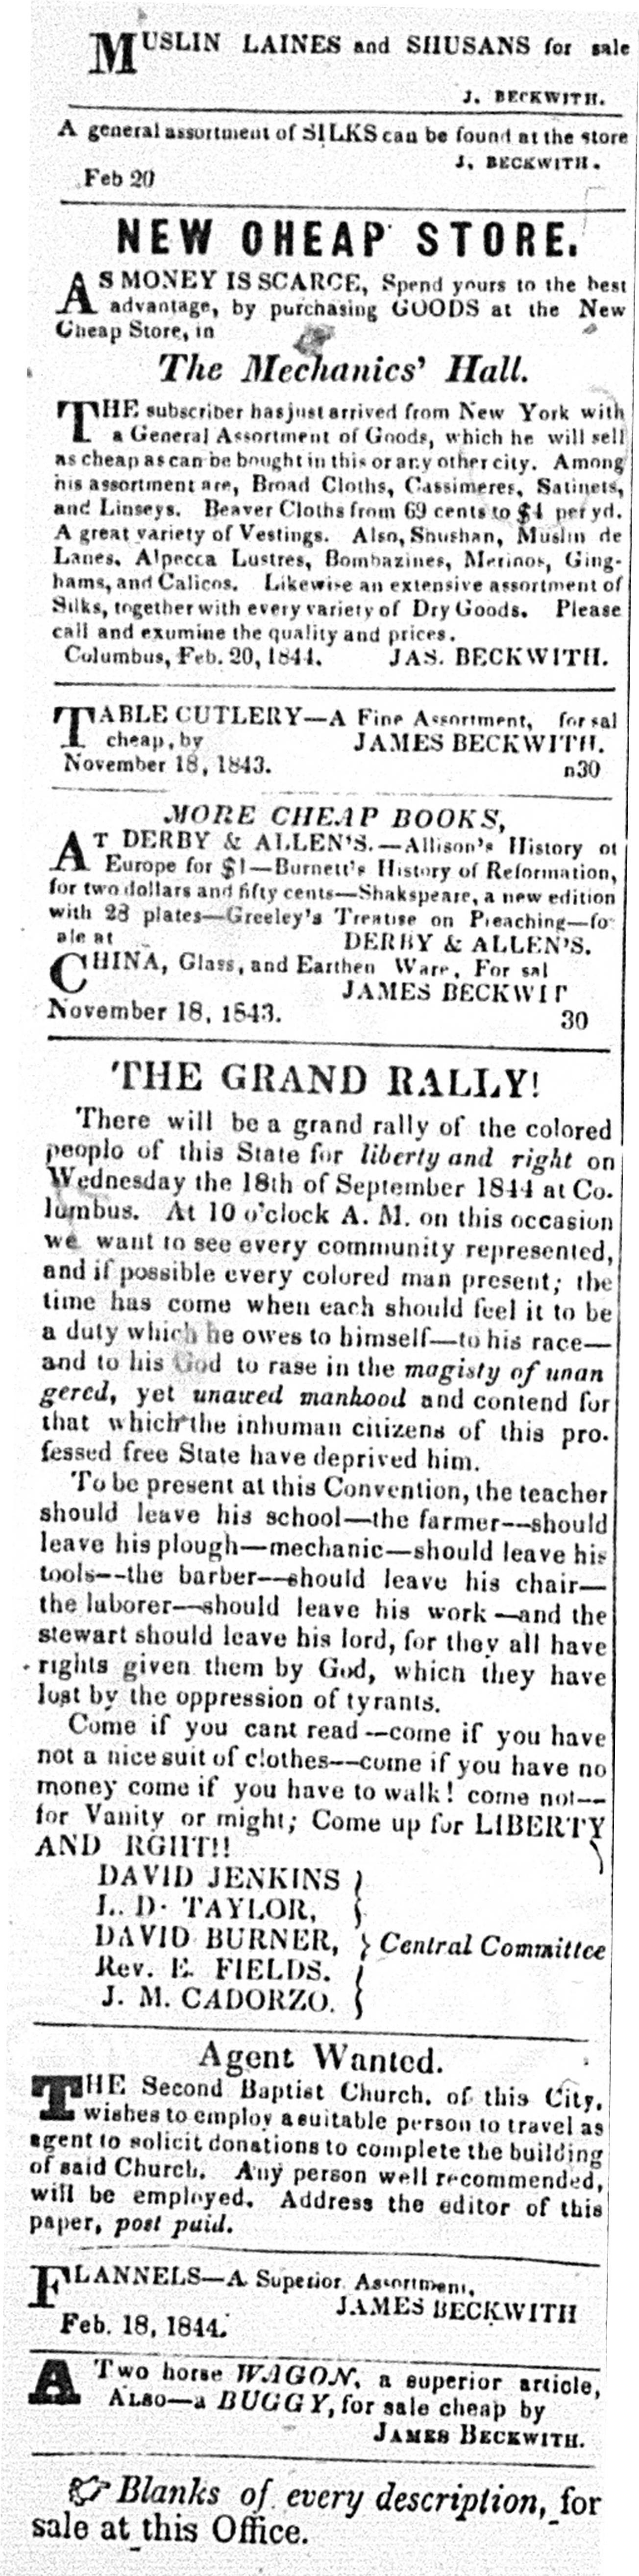 MUSLIN LAINES and SHUSANS for sale
J. BECKWITH.
A general assortment of SILKS can be found at the store
J. BECKWITH.
Feb 20
NEW CHEAP STORE.
AS MONEY IS SCARCE, Spend yours to the best
advantage, by purchasing GOODS at the New
Cheap Store, in
The Mechanics' Hall.
THE subscriber has just arrived from New York with
a General Assortment of Goods, which he will sell
as cheap as can be bought in this or any other city. Among
his assortment are, Broad Cloths, Cassimeres, Satinets,
and Linseys. Beaver Cloths from 69 cents to $4 per yd.
A great variety of Vestings. Also, Shushan, Muslin de
Lanes, Alpecca Lustres, Bombazines, Merinos, Ging-
hams, and Calicos. Likewise an extensive assortment of
Silks, together with every variety of Dry Goods. Please
call and exumine the quality and prices.
Columbus, Feb. 20, 1844. JAS. BECKWITH.
TABLE CUTLERY—A Fine Assortment, for sal
cheap, by JAMES BECKWITH.
November 18, 1843. n30
MORE CHEAP BOOKS,
AT DERBY & ALLEN'S.—Allison's History of
Europe for $1—Burnett's History of Reformation,
for two dollars and fifty cents—Shakspeare, a new edition
with 23 plates—Greeley's Treatise on Preaching—fo
ale at DERBY & ALLEN'S.
CHINA, Glass, and Earthen Ware, For sal
JAMES BECKWIT
November 18, 1843. 30
THE GRAND RALLY!
There will be a grand rally of the colored
people of this State for liberty and right on
Wednesday the 18th of September 1844 at Co.
lumbus. At 10 o'clock A. M. on this occasion
we want to see every community represented,
and if possible every colored man present; the
time has come when each should feel it to be
a duty which he owes to himself—to his race—
and to his God to rase in the magisty of unan
gered, yet unawed manhood and contend for
that which the inhuman citizens of this pro.
fessed free State have deprived him.
To be present at this Convention, the teacher
should leave his school—the farmer—should
leave his plough—mechanic—should leave his
tools—the barber—should leave his chair—
the laborer—should leave his work—and the
stewart should leave his lord, for they all have
rights given them by God, which they have
lost by the oppression of tyrants.
Come if you cant read—come if you have
not a nice suit of clothes—come if you have no
money come if you have to walk! come not—
for Vanity or might; Come up for LIBERTY
AND RGHT!!
DAVID JENKINS
L. D. TAYLOR,
DAVID BURNER, } Central Committee
Rev. E. FIELDS.
J. M. CADORZO.
Agent Wanted.
THE Second Baptist Church. of this City,
wishes to employ a suitable person to travel as
agent to solicit donations to complete the building
of said Church. Any person well recommended,
will be employed. Address the editor of this
paper, post paid.
FLANNELS—A Superior Assortment,
JAMES BECKWITH
Feb. 18, 1844.
A Two horse WAGON, a superior article,
ALSO—a BUGGY, for sale cheap by
JAMES BECKWITH.
☞ Blanks of every description, for
sale at this Office.